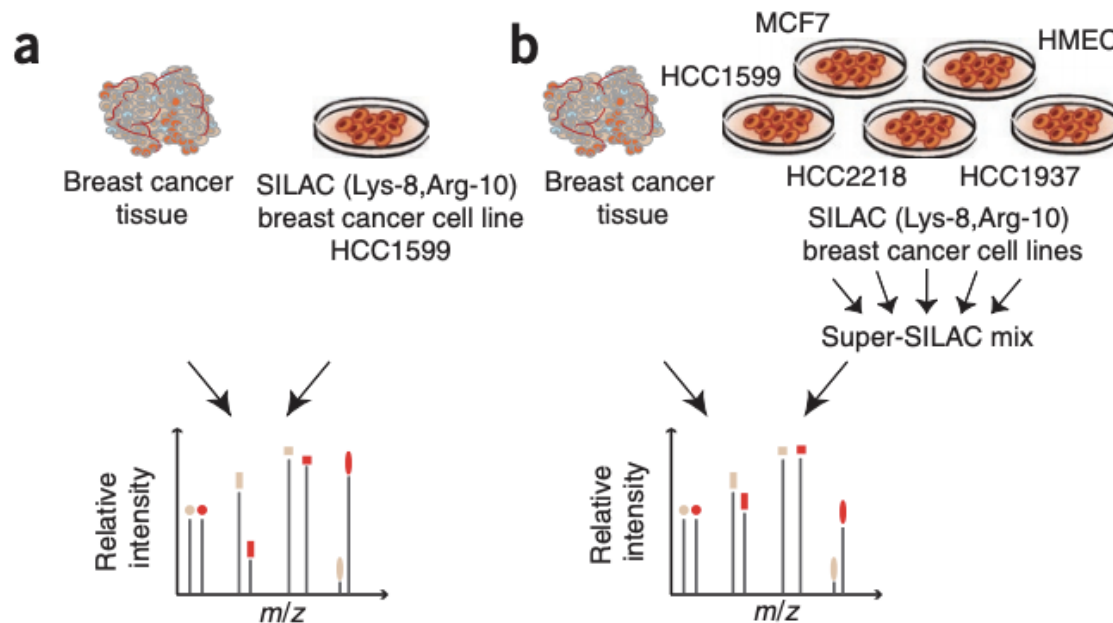 a
Breast cancer
tissue
SILAC (Lys-8,Arg-10)
breast cancer cell line
HCC1599
Relative
intensity
m/z
b
MCF7
HMEC
HCC1599
Breast cancer
tissue
HCC2218
HCC1937
SILAC (Lys-8,Arg-10)
breast cancer cell lines
Super-SILAC mix
Relative
intensity
m/z